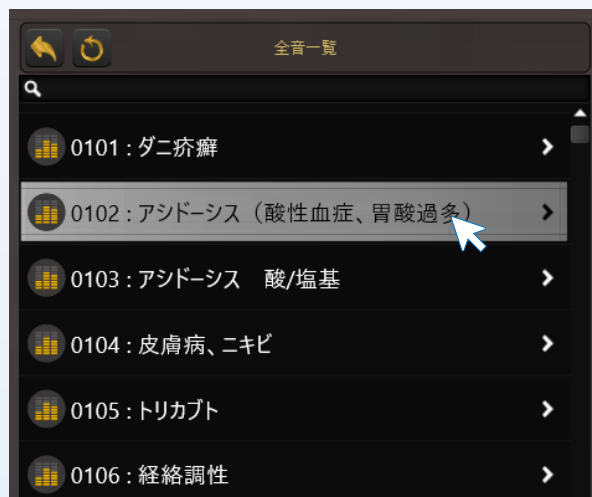 全音一覧
0101 : ダニ疥癬
0102 : アシドーシス（酸性血症、胃酸過多）
0103 : アシドーシス　酸/塩基
0104 : 皮膚病、ニキビ
0105 : トリカブト
0106 : 経絡調性